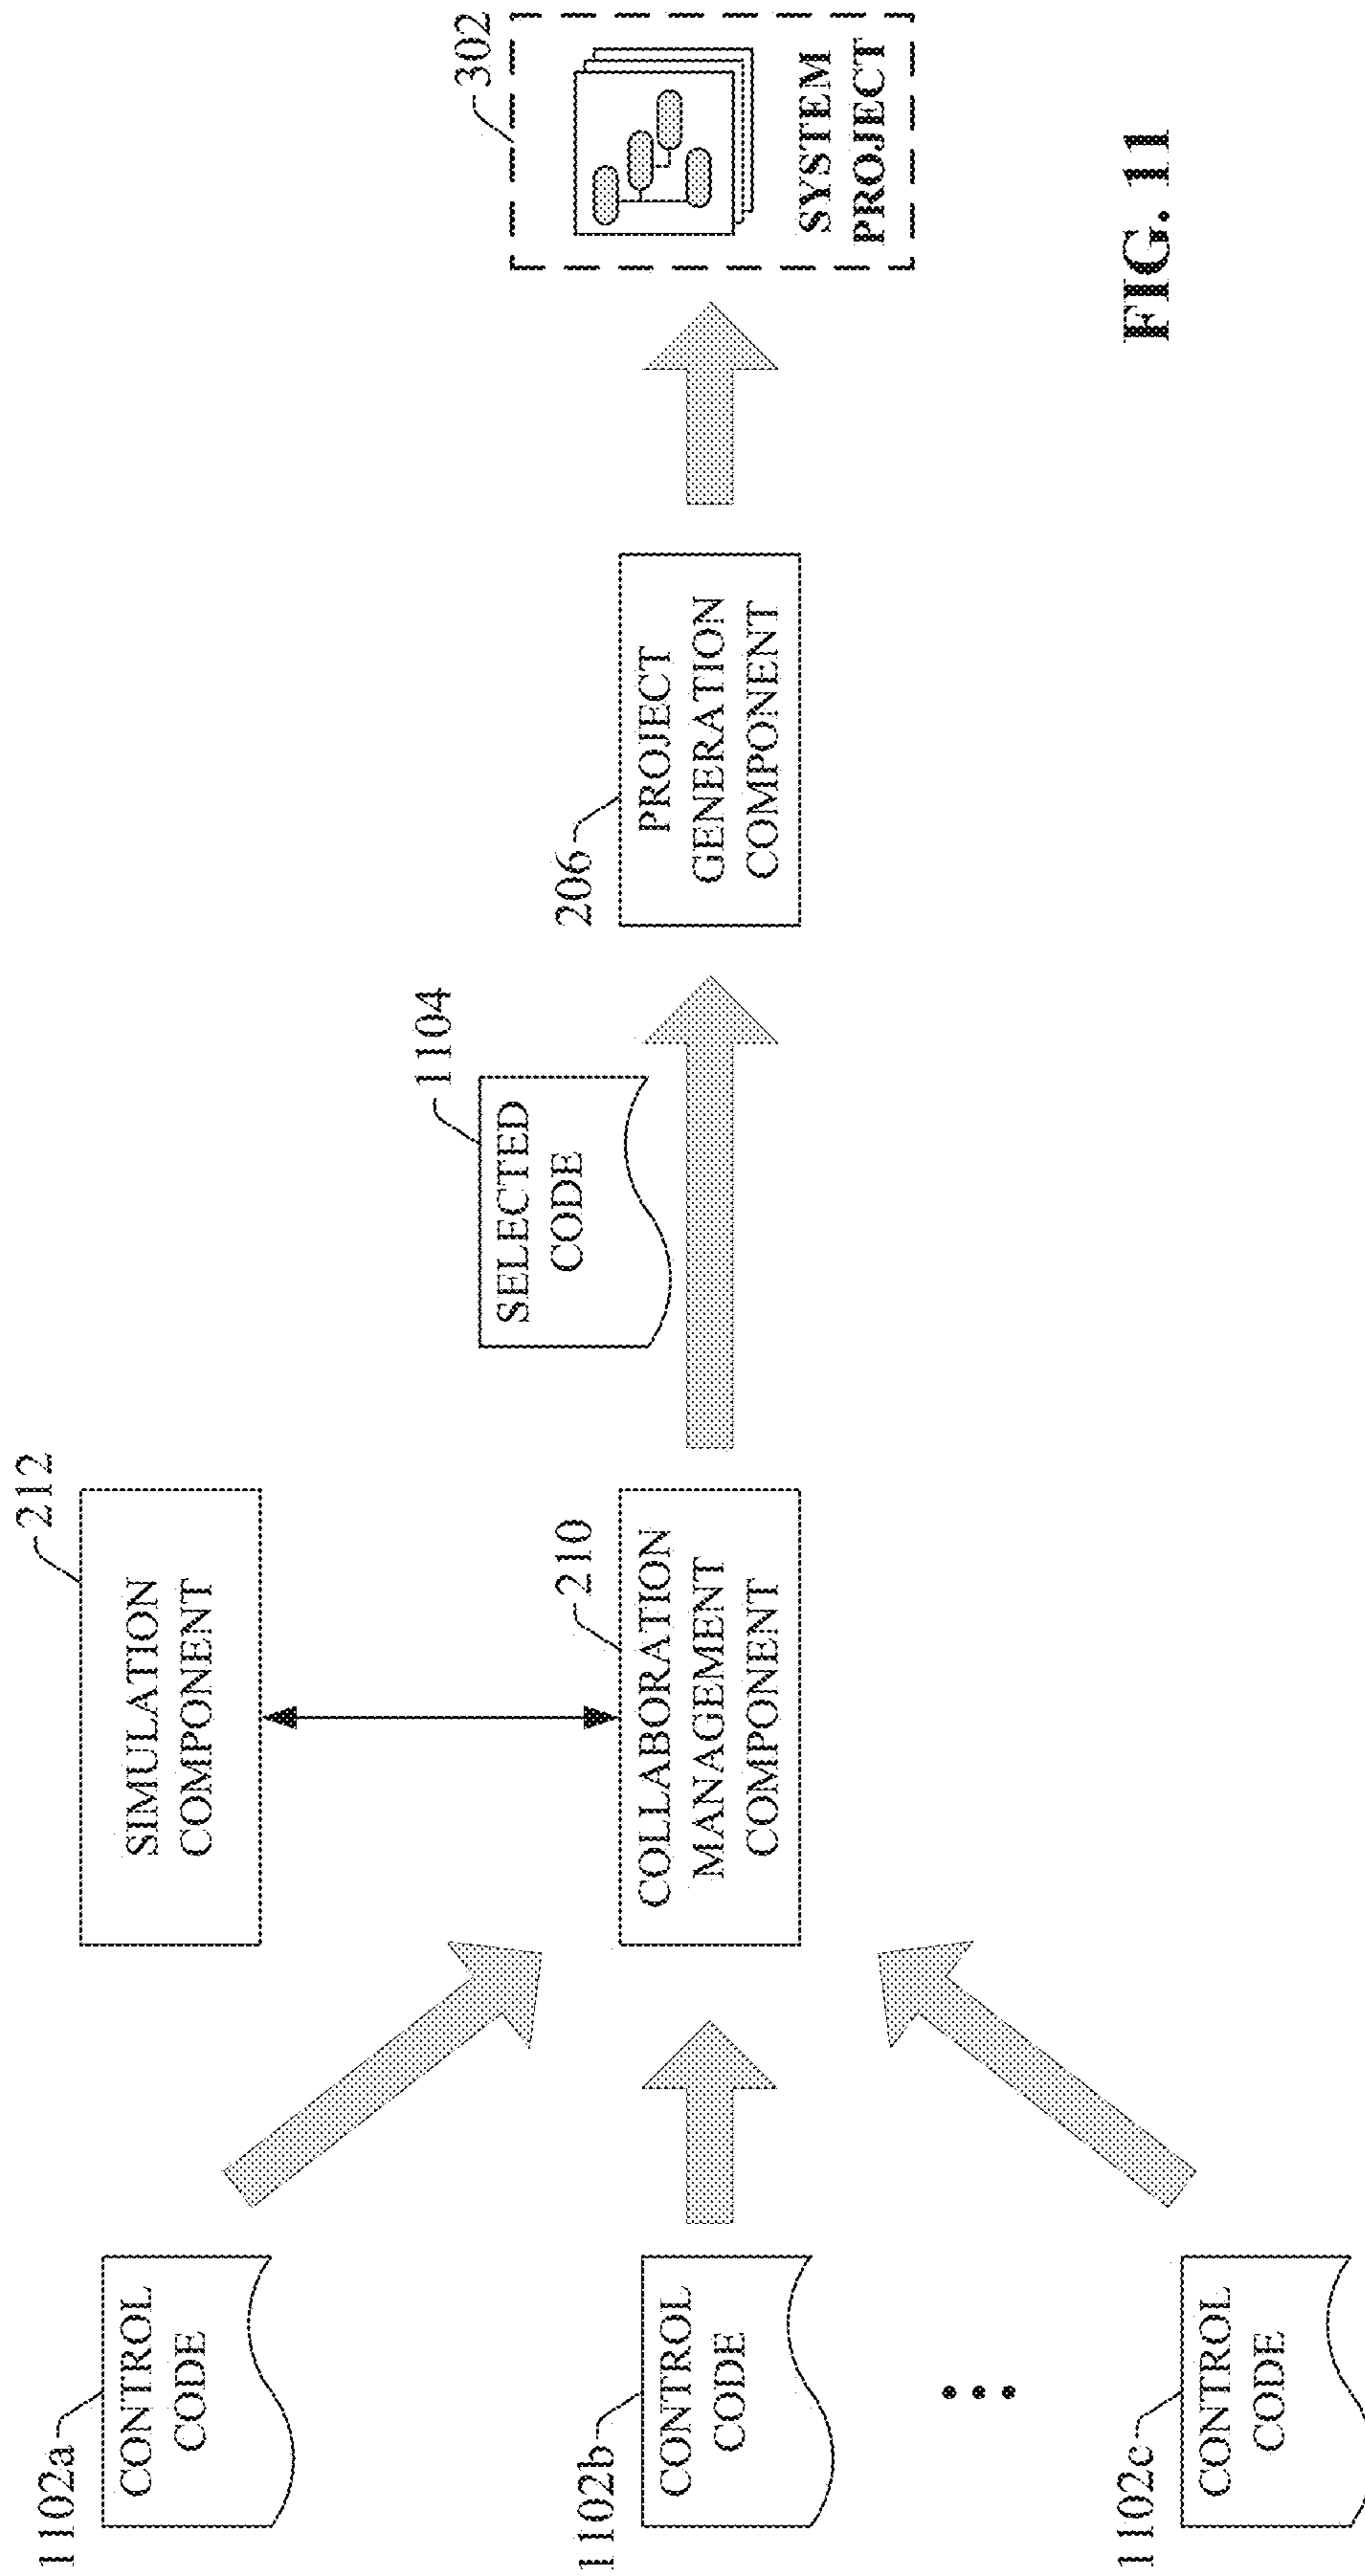 1102a
CONTROL
CODE
1102b
CONTROL
CODE
1102c
CONTROL
CODE
212
SIMULATION
COMPONENT
210
COLLABORATION
MANAGEMENT
COMPONENT
1104
SELECTED
CODE
206
PROJECT
GENERATION
COMPONENT
302
SYSTEM
PROJECT
FIG. 11